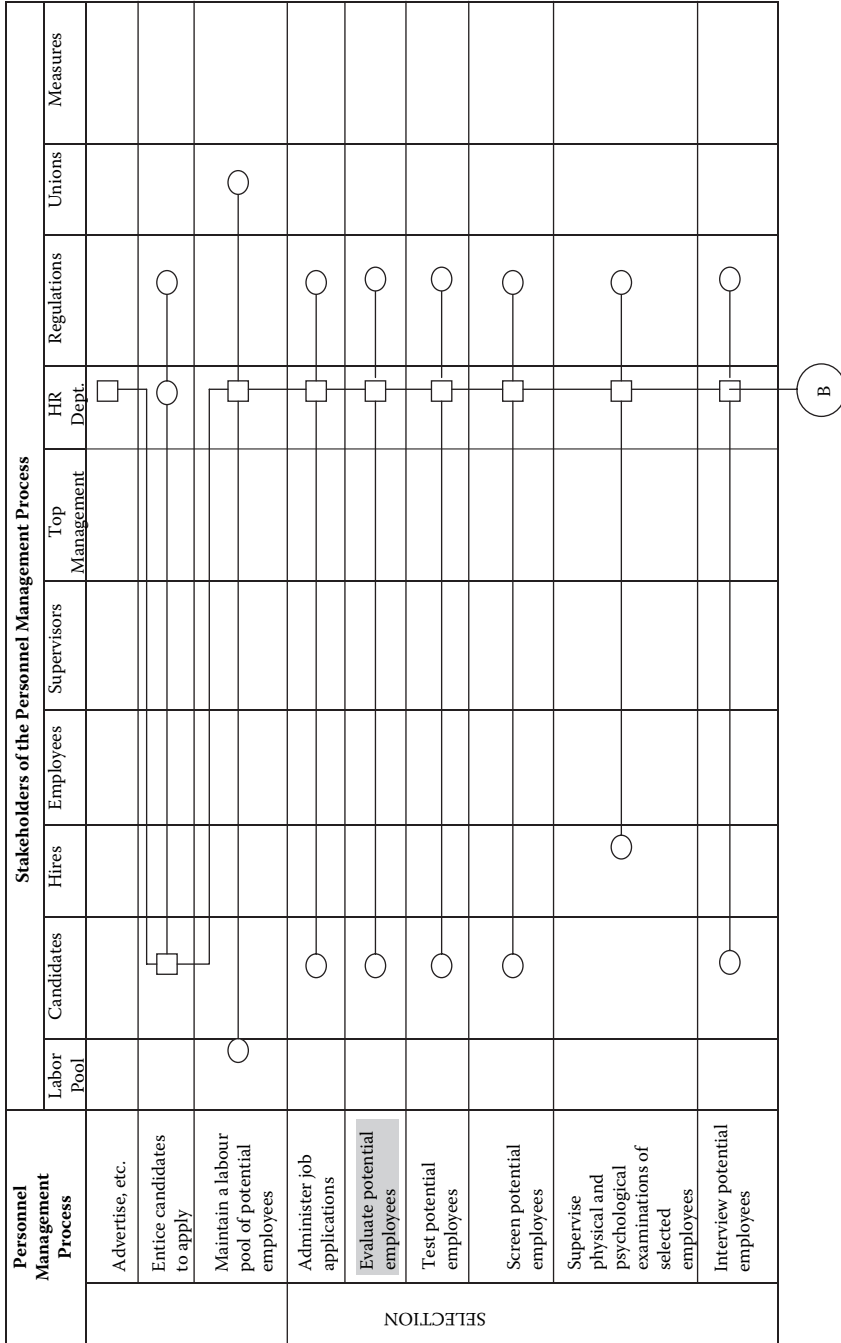 Personnel
Management
Process
Stakeholders of the Personnel Management Process
Labor
Pool
Candidates
Hires
Employees
Supervisors
Top
Management
HR
Dept.
Regulations
Unions
Measures
Advertise, etc.
Entice candidates
to apply
Maintain a labour
pool of potential
employees
SELECTION
Administer job
applications
Evaluate potential
employees
Test potential
employees
Screen potential
employees
Supervise
physical and
psychological
examinations of
selected
employees
Interview potential
employees
B